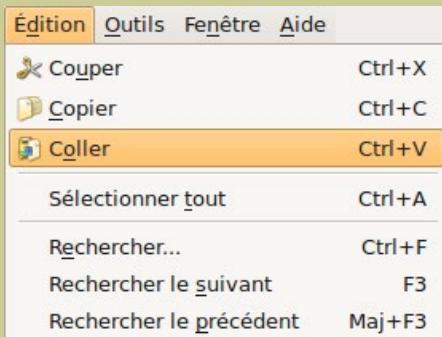 Édition Outils Fenêtre Aide
Couper Ctrl+X
Copier Ctrl+C
Coller Ctrl+V
Sélectionner tout Ctrl+A
Rechercher... Ctrl+F
Rechercher le suivant F3
Rechercher le précédent Maj+F3